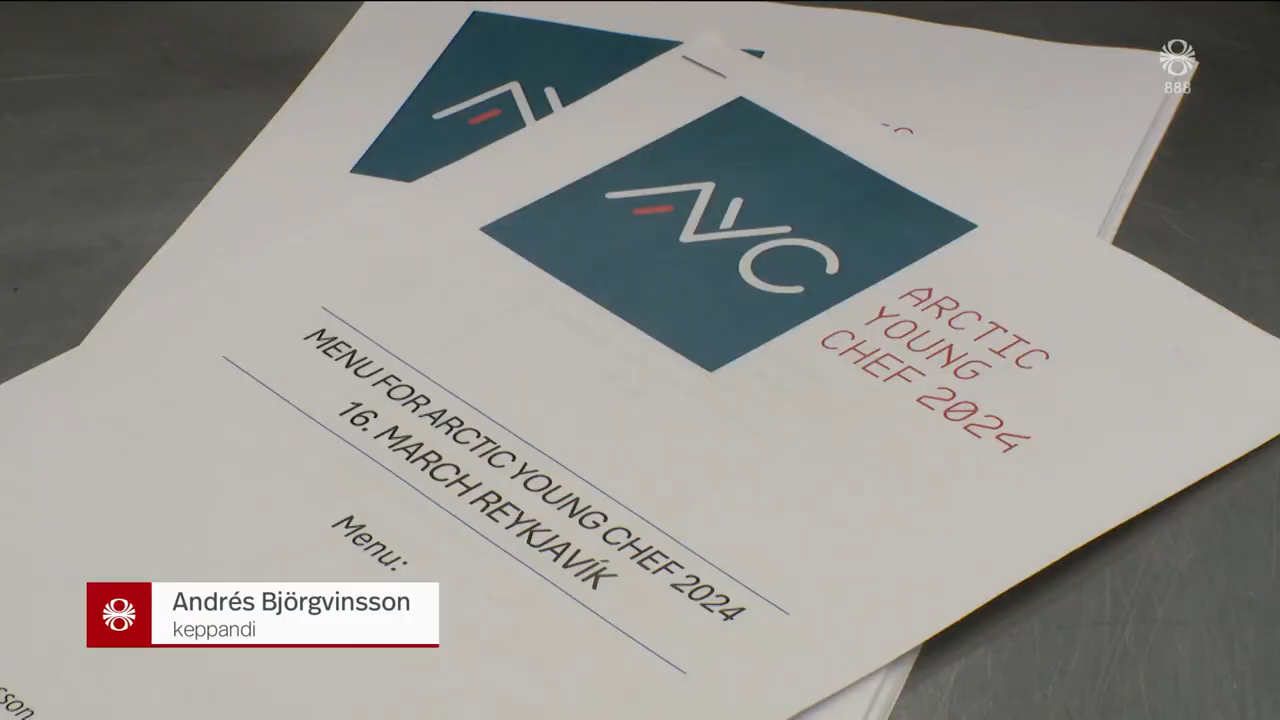 888
AYC
ARCTIC
YOUNG
CHEF 2024
MENU FOR ARCTIC YOUNG CHEF 2024
16. MARCH REYKJAVÍK
Menu:
Andrés Björgvinsson
keppandi
sson